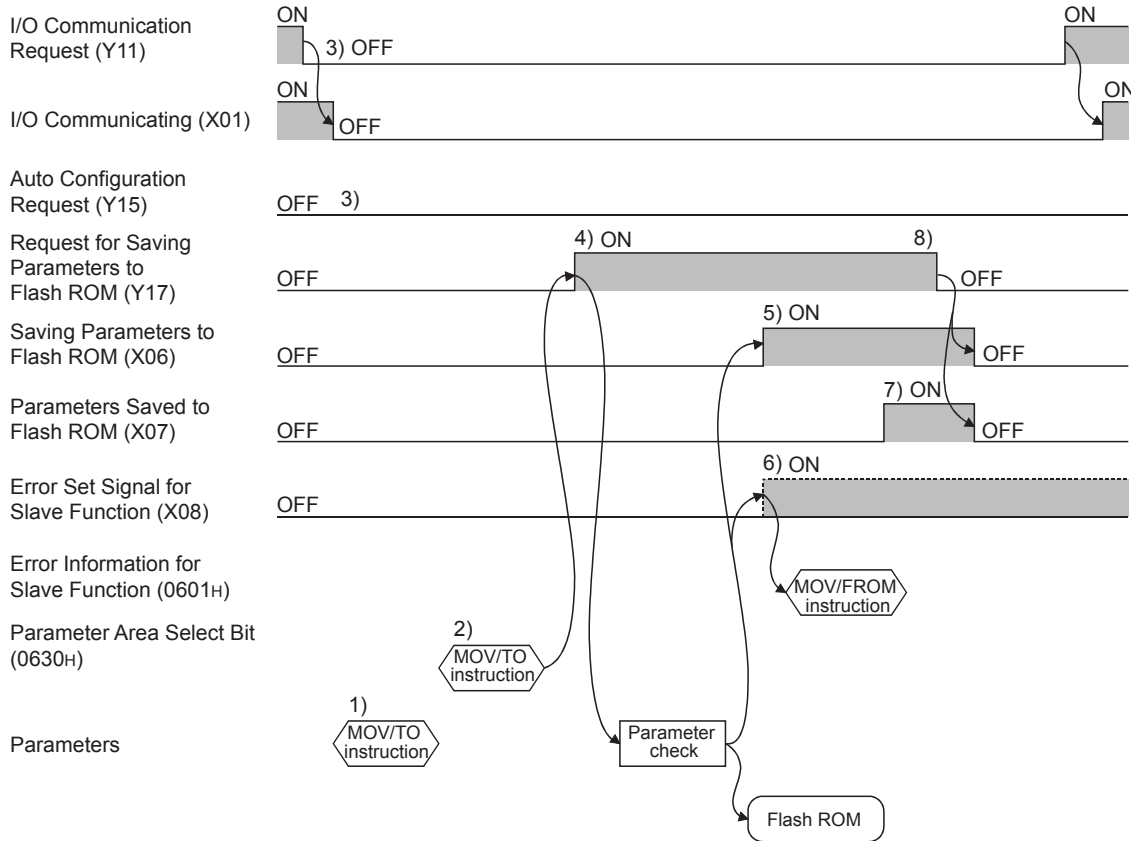 I/O Communication
Request (Y11)
ON
3) OFF
ON
I/O Communicating (X01)
ON
OFF
ON
Auto Configuration
Request (Y15)
OFF
3)
Request for Saving
Parameters to
Flash ROM (Y17)
OFF
4) ON
8)
OFF
Saving Parameters to
Flash ROM (X06)
OFF
5) ON
OFF
Parameters Saved to
Flash ROM (X07)
OFF
7) ON
OFF
Error Set Signal for
Slave Function (X08)
OFF
6) ON
Error Information for
Slave Function (0601H)
MOV/FROM
instruction
Parameter Area Select Bit
(0630H)
2)
MOV/TO
instruction
Parameters
1)
MOV/TO
instruction
Parameter
check
Flash ROM